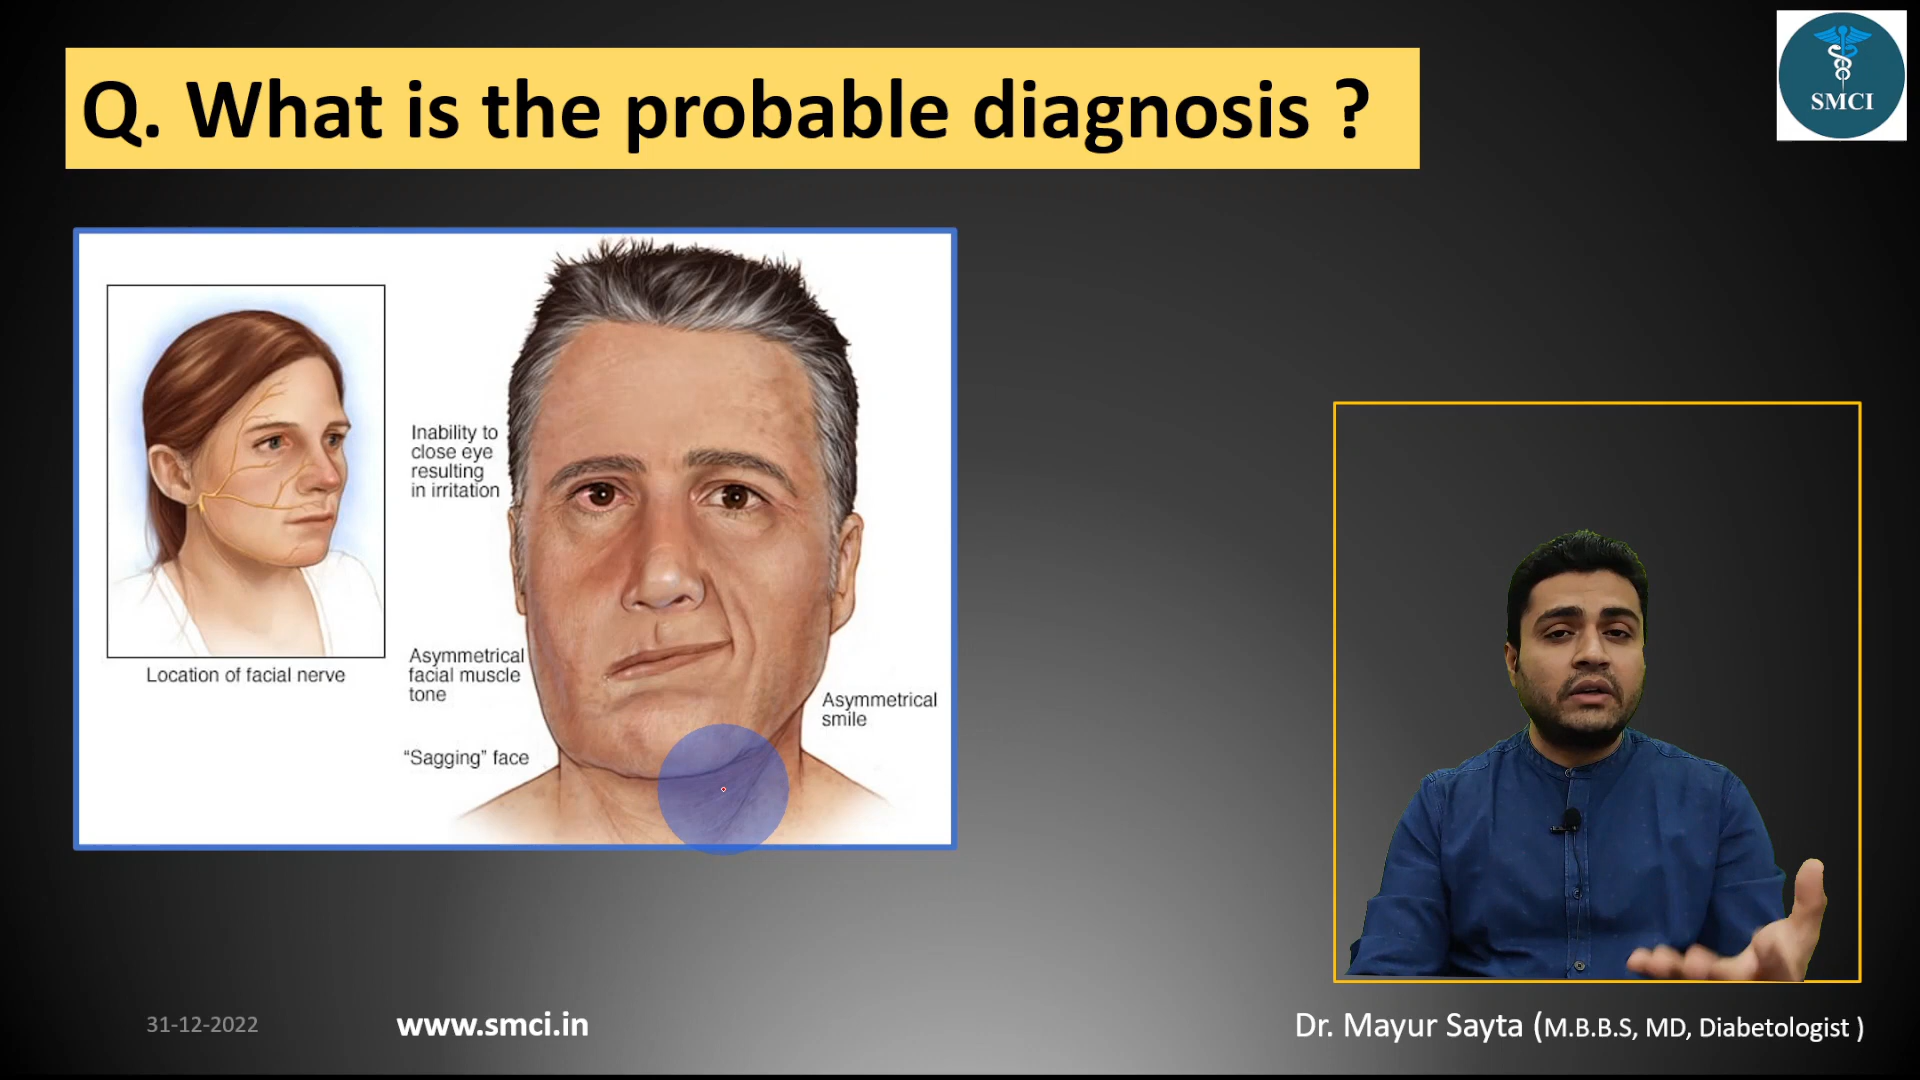 Q. What is the probable diagnosis ?
SMCI
Inability to
close eye
resulting
in irritation
Location of facial nerve
Asymmetrical
facial muscle
tone
Asymmetrical
smile
“Sagging” face
31-12-2022
www.smci.in
Dr. Mayur Sayta (M.B.B.S, MD, Diabetologist )